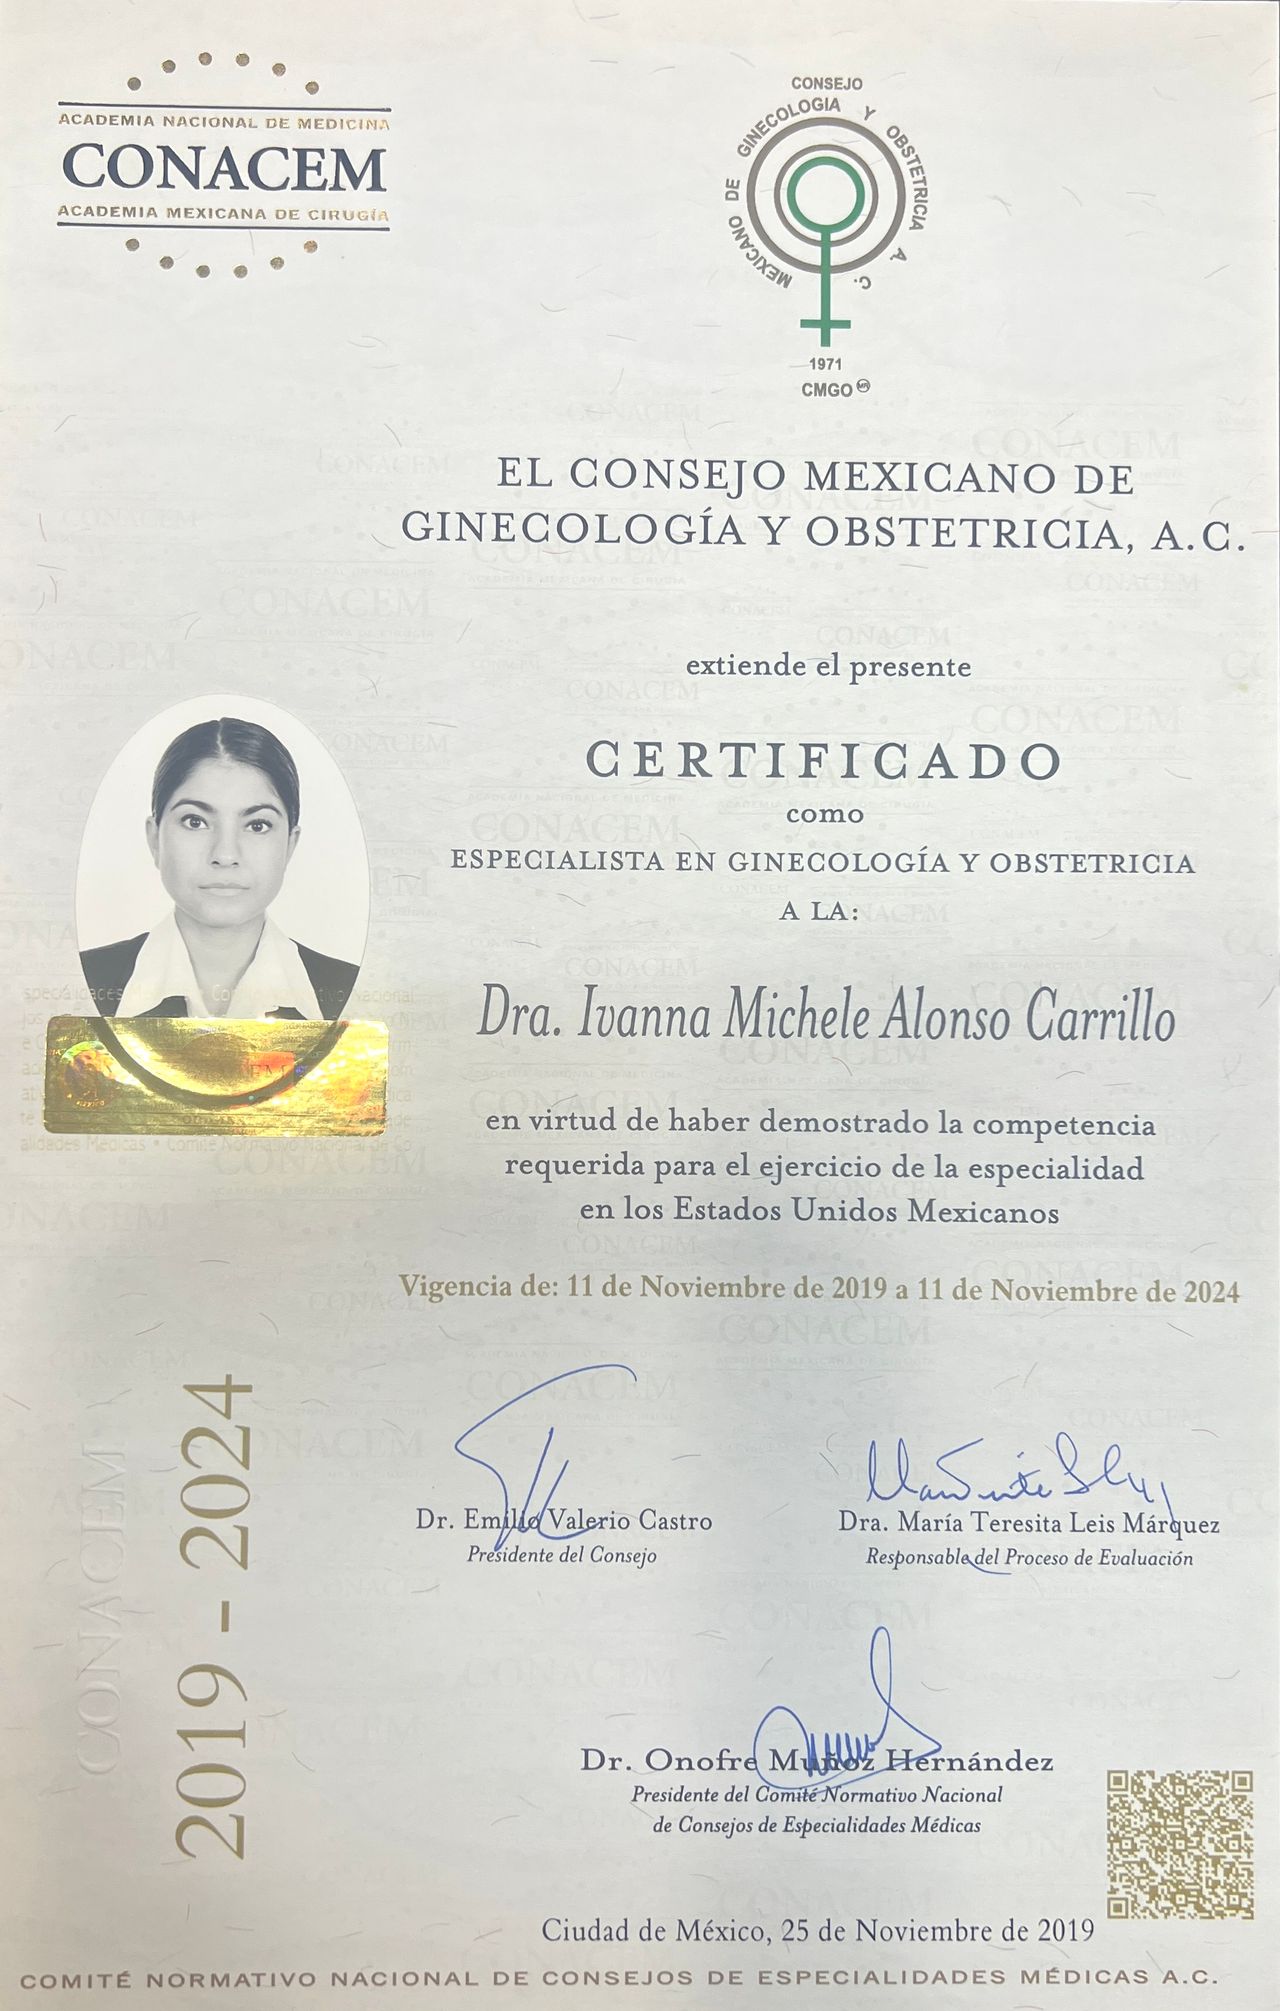 ACADEMIA NACIONAL DE MEDICINA
CONACEM
ACADEMIA MEXICANA DE CIRUGÍA
CONSEJO
MEXICANO DE GINECOLOGIA Y OBSTETRICIA A. C.
1971
CMGO MR
EL CONSEJO MEXICANO DE
GINECOLOGÍA Y OBSTETRICIA, A.C.
extiende el presente
CERTIFICADO
como
ESPECIALISTA EN GINECOLOGÍA Y OBSTETRICIA
A LA:
Dra. Ivanna Michele Alonso Carrillo
en virtud de haber demostrado la competencia
requerida para el ejercicio de la especialidad
en los Estados Unidos Mexicanos
Vigencia de: 11 de Noviembre de 2019 a 11 de Noviembre de 2024
CONACEM
2019 - 2024
Dr. Emilio Valerio Castro
Presidente del Consejo
Dra. María Teresita Leis Márquez
Responsable del Proceso de Evaluación
Dr. Onofre Muñoz Hernández
Presidente del Comité Normativo Nacional
de Consejos de Especialidades Médicas
Ciudad de México, 25 de Noviembre de 2019
COMITÉ NORMATIVO NACIONAL DE CONSEJOS DE ESPECIALIDADES MÉDICAS A.C.